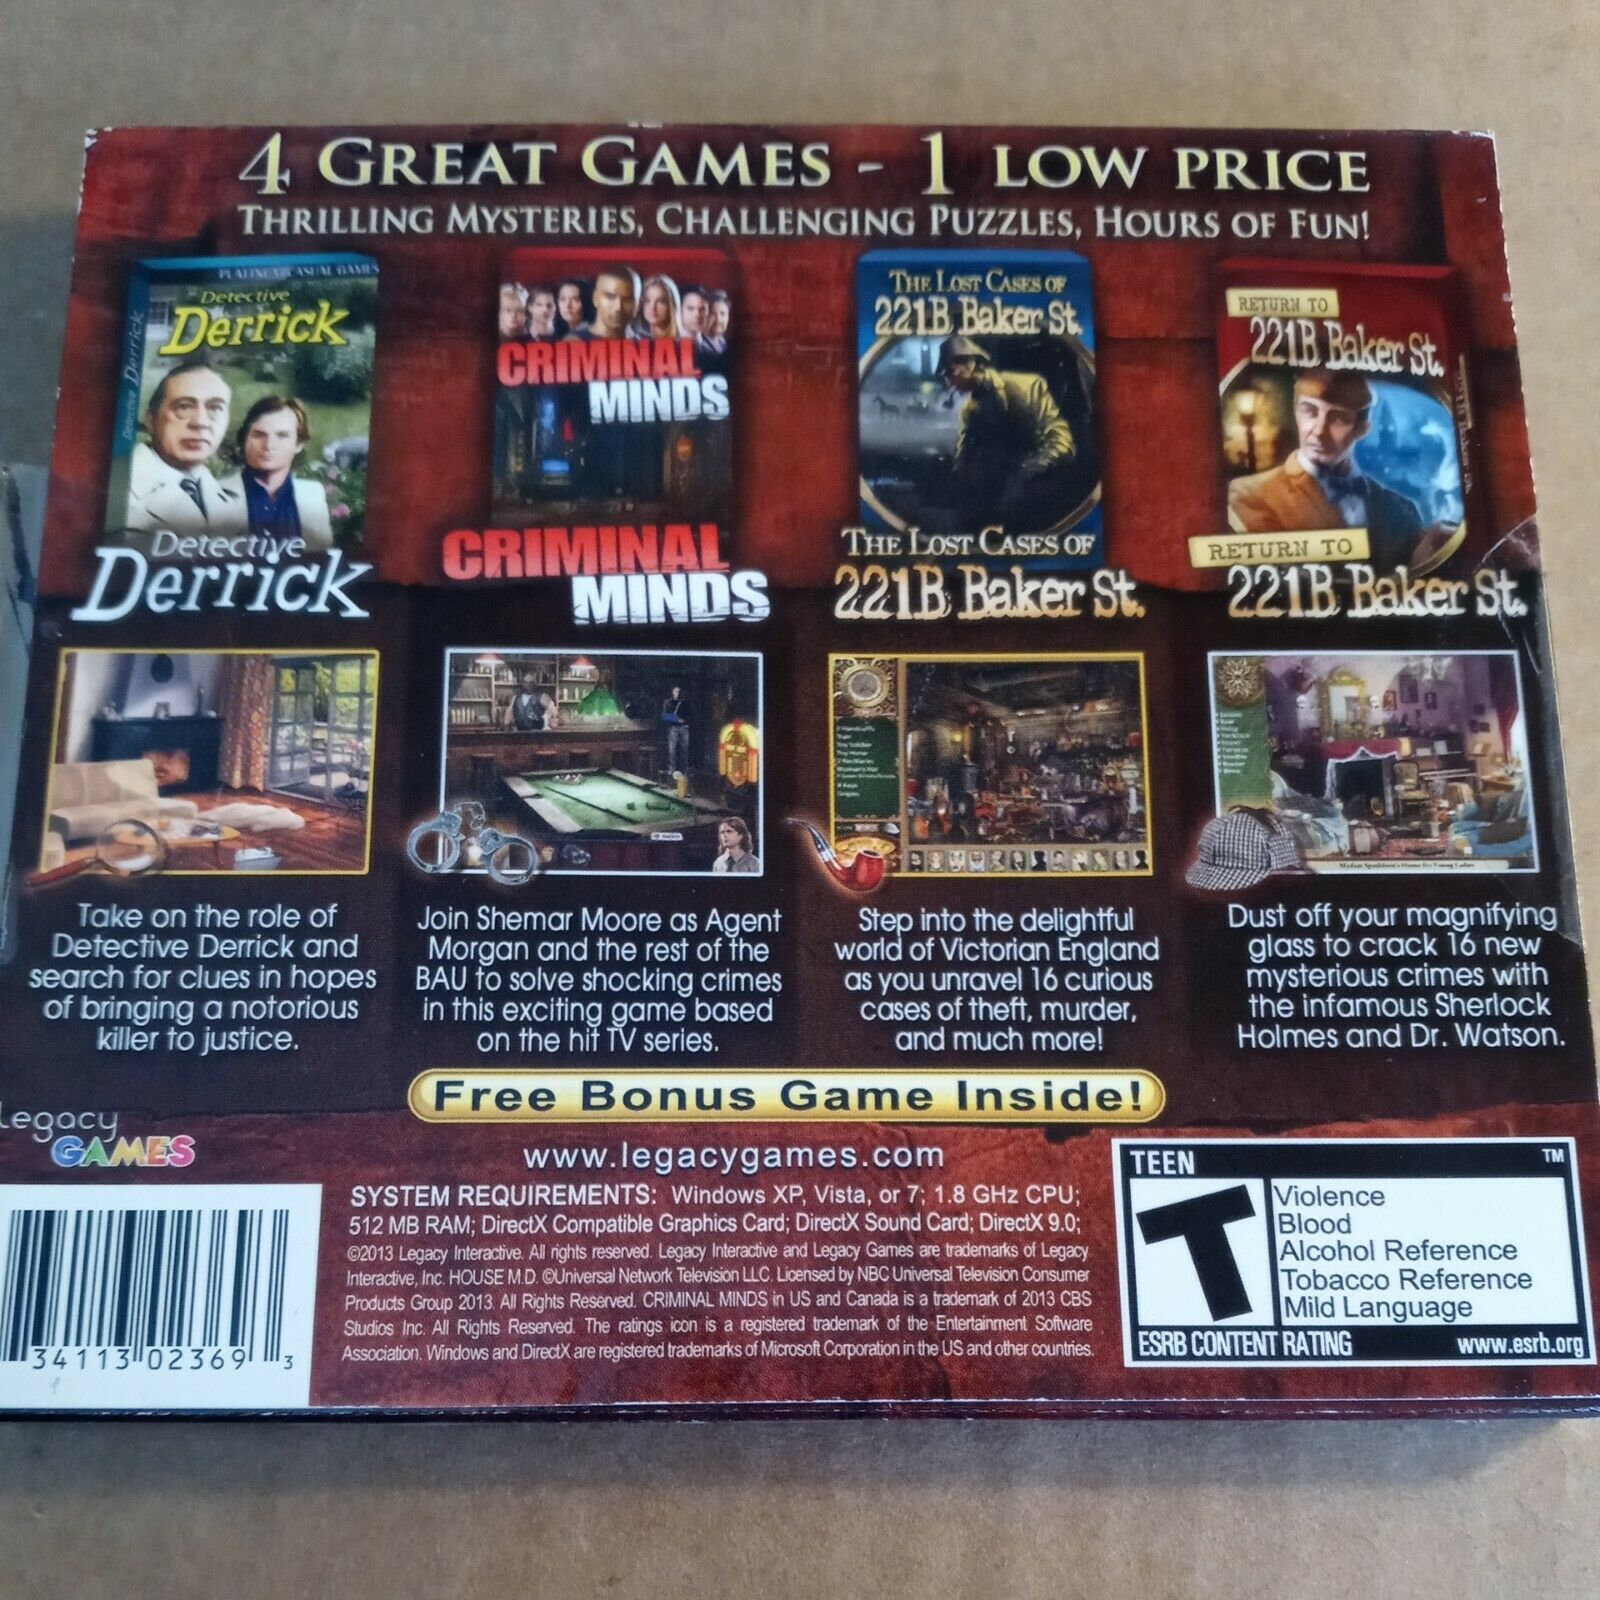 4 GREAT GAMES - 1 LOW PRICE
THRILLING MYSTERIES, CHALLENGING PUZZLES, HOURS OF FUN!
Detective Derrick
Detective
Derrick
CRIMINAL
MINDS
THE LOST CASES OF
221B Baker St.
RETURN TO
221B Baker St.
Detective
Derrick
CRIMINAL
MINDS
THE LOST CASES OF
221B Baker St.
RETURN TO
221B Baker St.
Take on the role of
Detective Derrick and
search for clues in hopes
of bringing a notorious
killer to justice.
Join Shemar Moore as Agent
Morgan and the rest of the
BAU to solve shocking crimes
in this exciting game based
on the hit TV series.
Step into the delightful
world of Victorian England
as you unravel 16 curious
cases of theft, murder,
and much more!
Dust off your magnifying
glass to crack 16 new
mysterious crimes with
the infamous Sherlock
Holmes and Dr. Watson.
Free Bonus Game Inside!
Legacy
GAMES
www.legacygames.com
SYSTEM REQUIREMENTS: Windows XP, Vista, or 7; 1.8 GHz CPU;
512 MB RAM; DirectX Compatible Graphics Card; DirectX Sound Card; DirectX 9.0;
©2013 Legacy Interactive. All rights reserved. Legacy Interactive and Legacy Games are trademarks of Legacy
Interactive, Inc. HOUSE M.D. ©Universal Network Television LLC. Licensed by NBC Universal Television Consumer
Products Group 2013. All Rights Reserved. CRIMINAL MINDS in US and Canada is a trademark of 2013 CBS
Studios Inc. All Rights Reserved. The ratings icon is a registered trademark of the Entertainment Software
Association. Windows and DirectX are registered trademarks of Microsoft Corporation in the US and other countries.
34113 02369 3
TEEN
TM
T
Violence
Blood
Alcohol Reference
Tobacco Reference
Mild Language
ESRB CONTENT RATING www.esrb.org